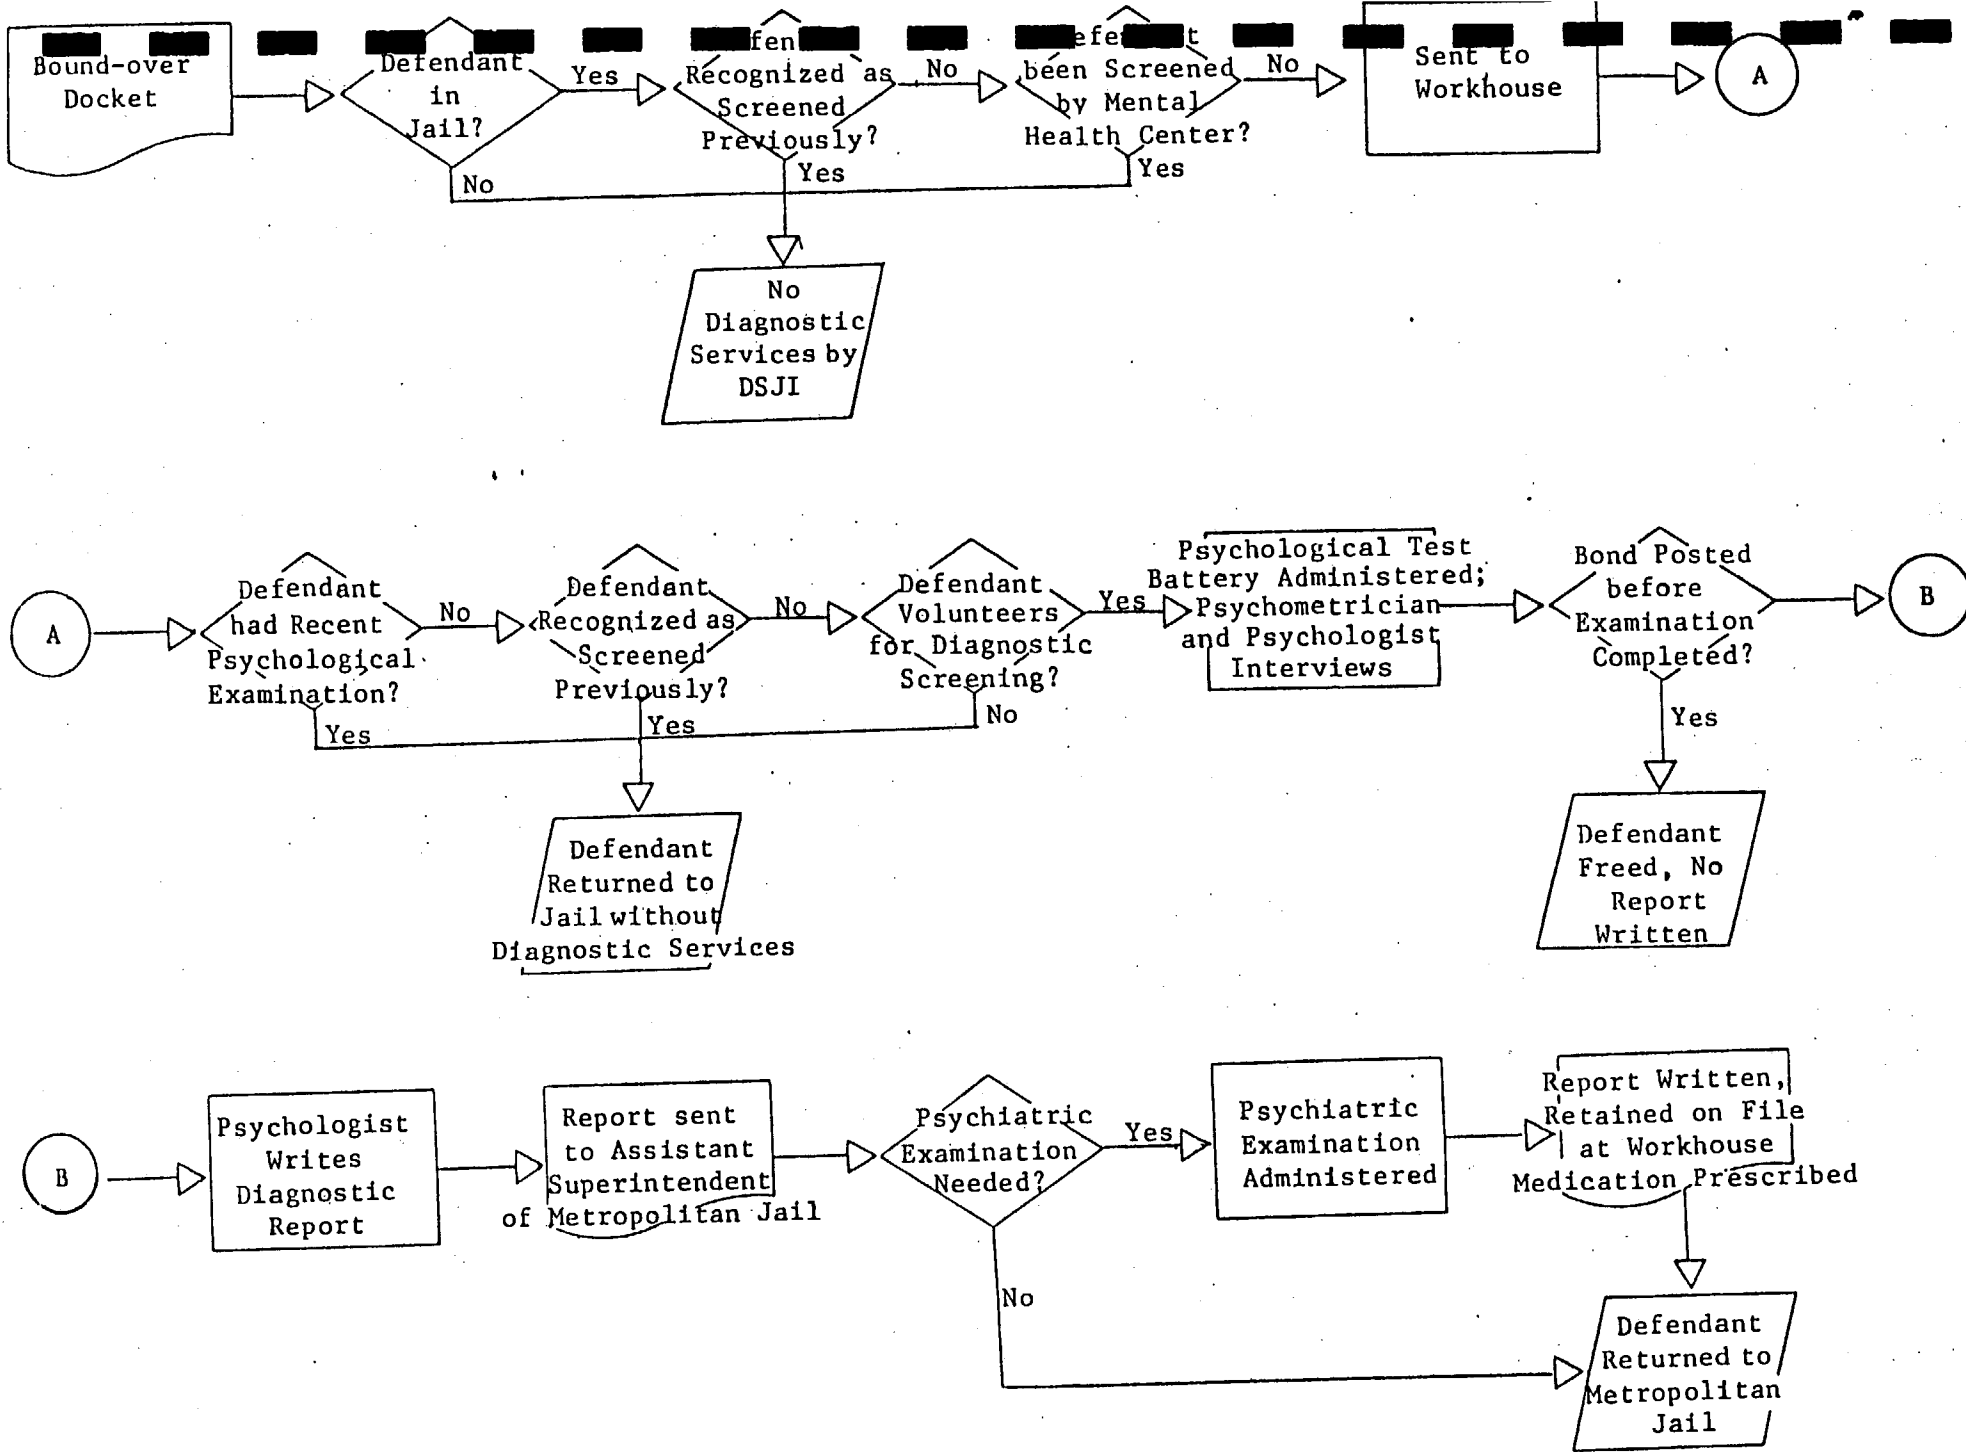 Bound-over
Docket
Defendant
in
Jail?
Yes
No
Recognized as
Screened
Previously?
No
Yes
been Screened
by Mental
Health Center?
No
Yes
Sent to
Workhouse
A
No
Diagnostic
Services by
DSJI
A
Defendant
had Recent
Psychological
Examination?
No
Yes
Defendant
Recognized as
Screened
Previously?
No
Yes
Defendant
Volunteers
for Diagnostic
Screening?
Yes
No
Psychological Test
Battery Administered;
Psychometrician
and Psychologist
Interviews
Bond Posted
before
Examination
Completed?
Yes
B
Defendant
Returned to
Jail without
Diagnostic Services
Defendant
Freed, No
Report
Written
B
Psychologist
Writes
Diagnostic
Report
Report sent
to Assistant
Superintendent
of Metropolitan Jail
Psychiatric
Examination
Needed?
Yes
No
Psychiatric
Examination
Administered
Report Written,
Retained on File
at Workhouse
Medication Prescribed
Defendant
Returned to
Metropolitan
Jail